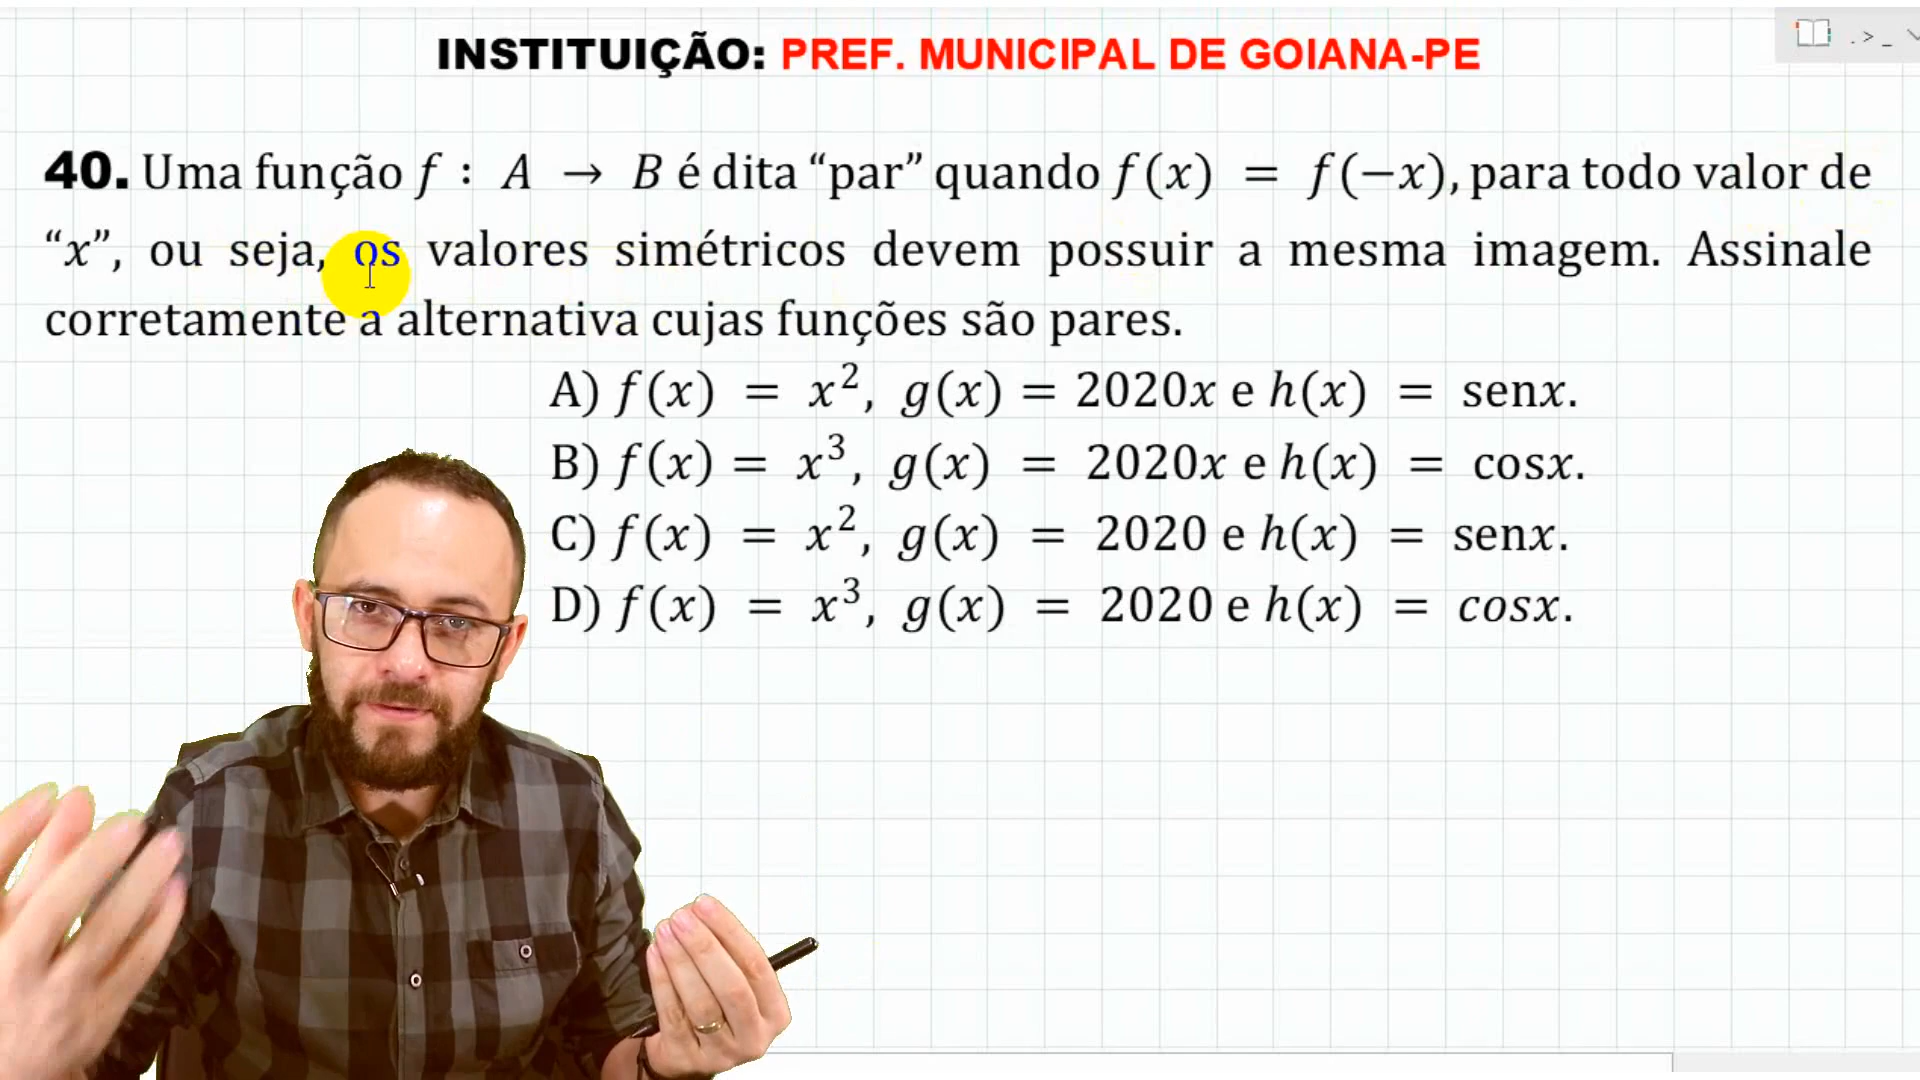 INSTITUIÇÃO: PREF. MUNICIPAL DE GOIANA-PE
. > _
40. Uma função f : A → B é dita “par” quando f(x) = f(−x), para todo valor de
“x”, ou seja, os valores simétricos devem possuir a mesma imagem. Assinale
corretamente a alternativa cujas funções são pares.
A) f(x) = x², g(x) = 2020x e h(x) = senx.
B) f(x) = x³, g(x) = 2020x e h(x) = cosx.
C) f(x) = x², g(x) = 2020 e h(x) = senx.
D) f(x) = x³, g(x) = 2020 e h(x) = cosx.